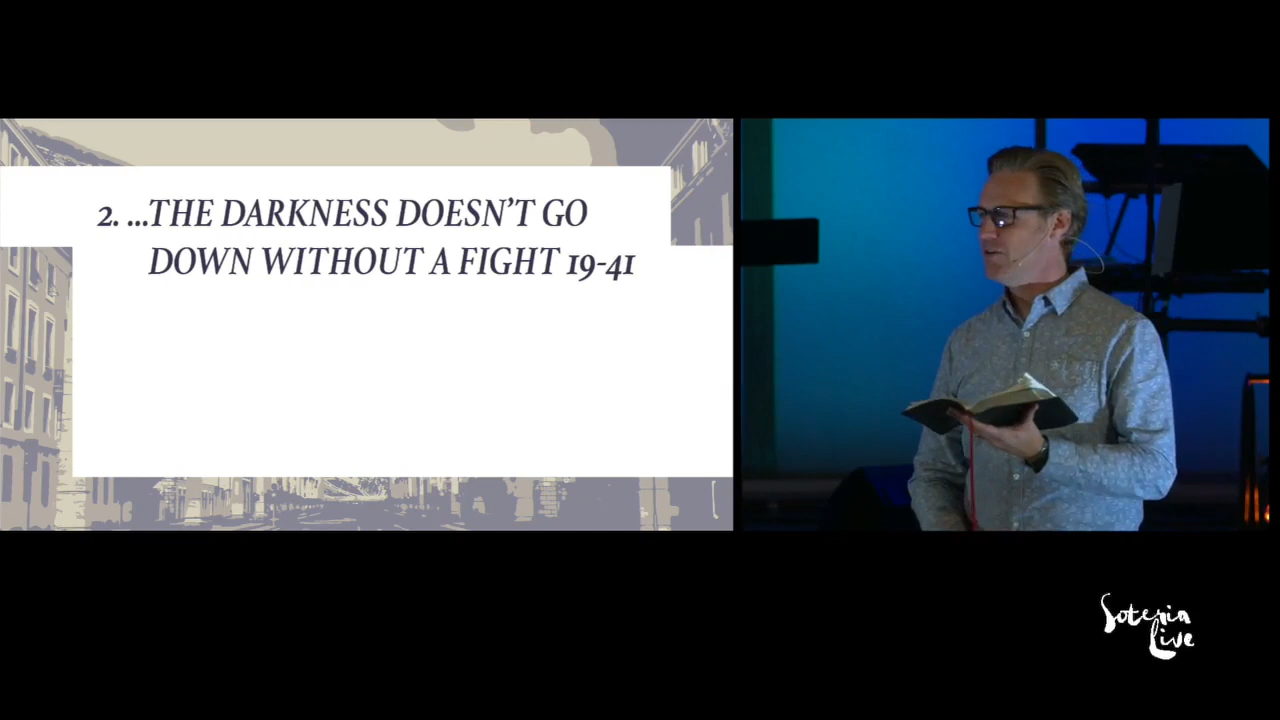 2. ...THE DARKNESS DOESN'T GO
DOWN WITHOUT A FIGHT 19-41
Soteria
Live